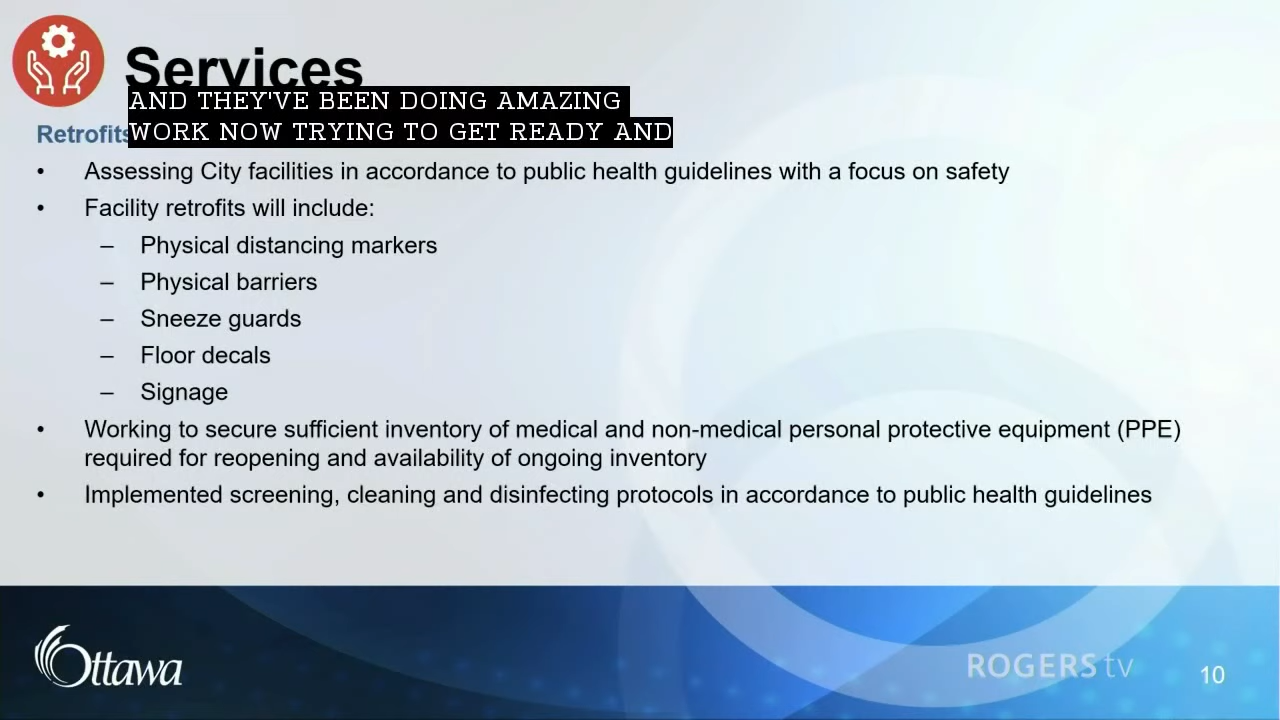 Services
AND THEY'VE BEEN DOING AMAZING
WORK NOW TRYING TO GET READY AND
Retrofits
• Assessing City facilities in accordance to public health guidelines with a focus on safety
• Facility retrofits will include:
– Physical distancing markers
– Physical barriers
– Sneeze guards
– Floor decals
– Signage
• Working to secure sufficient inventory of medical and non-medical personal protective equipment (PPE)
required for reopening and availability of ongoing inventory
• Implemented screening, cleaning and disinfecting protocols in accordance to public health guidelines
Ottawa
ROGERS tv
10